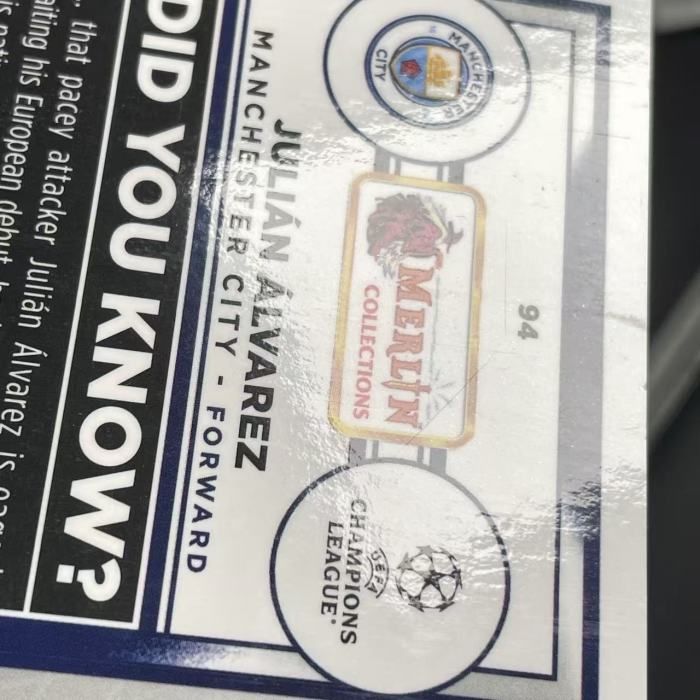 94
MANCHESTER
CITY
MERLIN
COLLECTIONS
UEFA
CHAMPIONS
LEAGUE®
JULIÁN ÁLVAREZ
MANCHESTER CITY - FORWARD
DID YOU KNOW?
that pacey attacker Julián Álvarez is
his European debut